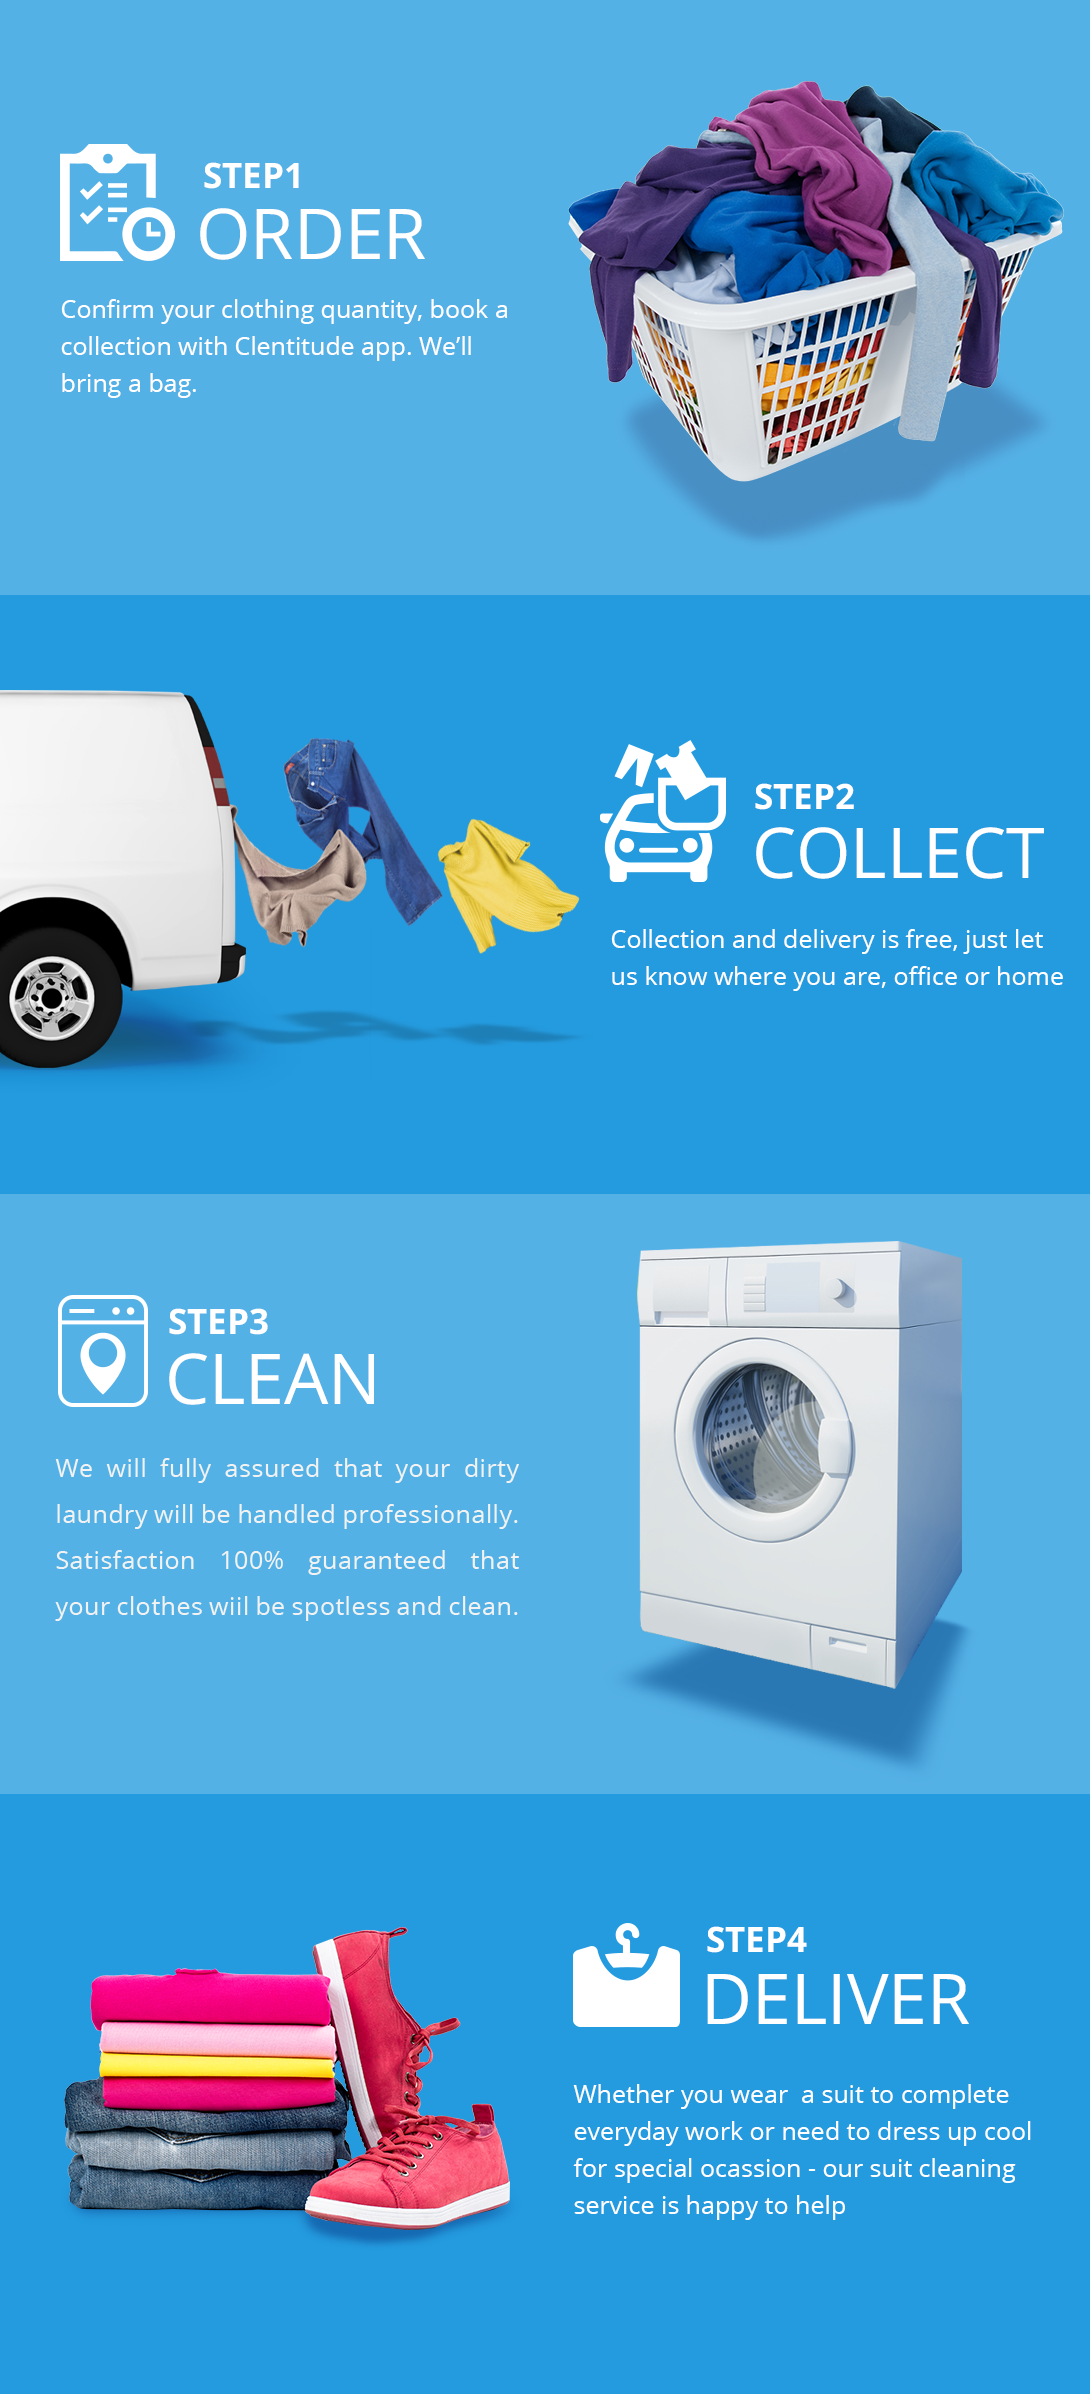 STEP1
ORDER
Confirm your clothing quantity, book a
collection with Clentitude app. We’ll
bring a bag.
STEP2
COLLECT
Collection and delivery is free, just let
us know where you are, office or home
STEP3
CLEAN
We will fully assured that your dirty
laundry will be handled professionally.
Satisfaction 100% guaranteed that
your clothes wiil be spotless and clean.
STEP4
DELIVER
Whether you wear  a suit to complete
everyday work or need to dress up cool
for special ocassion - our suit cleaning
service is happy to help